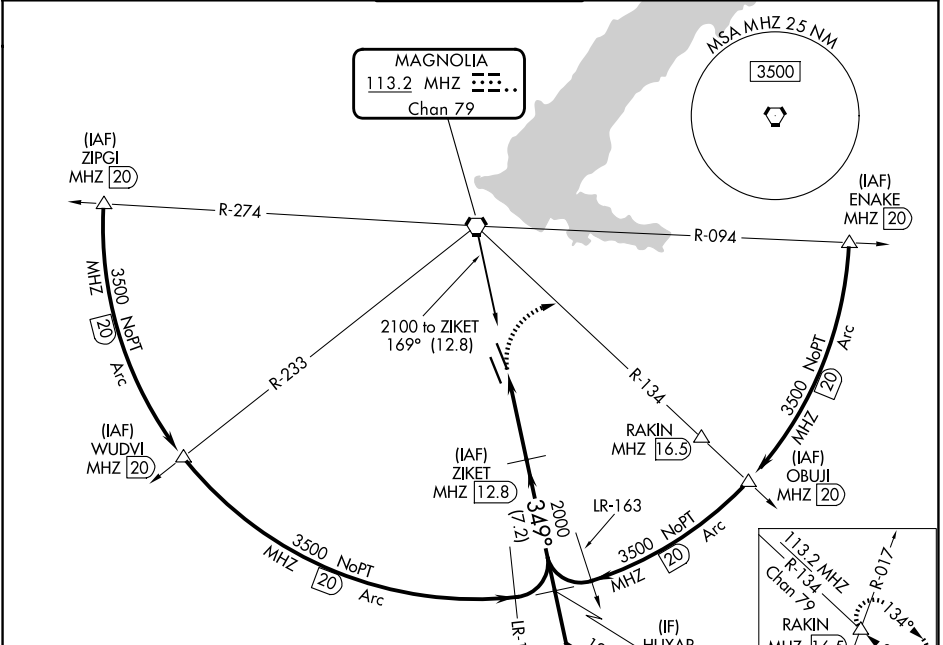 MAGNOLIA
113.2 MHZ
Chan 79
MSA MHZ 25 NM
3500
(IAF)
ZIPGI
MHZ 20
R-274
(IAF)
ENAKE
MHZ 20
R-094
3500 NoPT
MHZ 20 Arc
2100 to ZIKET
169° (12.8)
R-233
R-134
3500 NoPT
MHZ 20 Arc
(IAF)
WUDVI
MHZ 20
RAKIN
MHZ 16.5
(IAF)
OBUJI
MHZ 20
(IAF)
ZIKET
MHZ 12.8
2000
349°
(7.2)
LR-163
3500 NoPT
MHZ 20 Arc
3500 NoPT
MHZ 20 Arc
113.2 MHZ
R-134
Chan 79
R-017
134°
RAKIN
(IF)